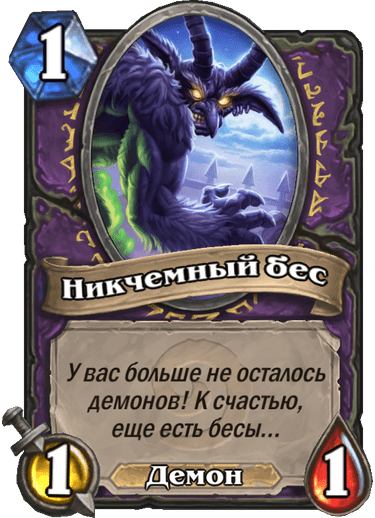 1
Никчемный бес
У вас больше не осталось
демонов! К счастью,
еще есть бесы...
1
Демон
1